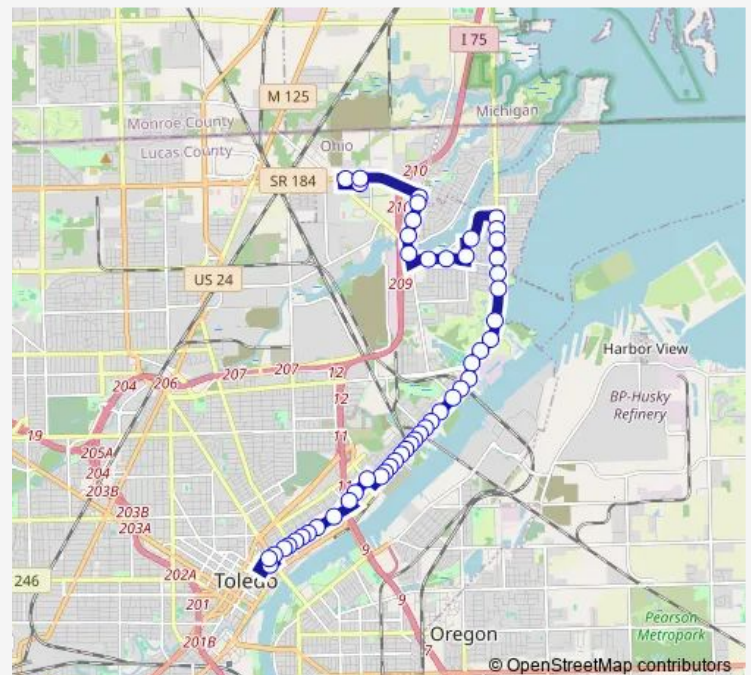 I 75
M 125
Michigan
Monroe County
Lucas County
Ohio
210
SR 184
210
209
US 24
Harbor View
207
207
12
204
206
12
BP-Husky
Refinery
11
19
205A
204
203B
11
203B
203A
9
202A
246
Toledo
201
9
Pearson
Metropark
201B
Oregon
7
© OpenStreetMap contributors